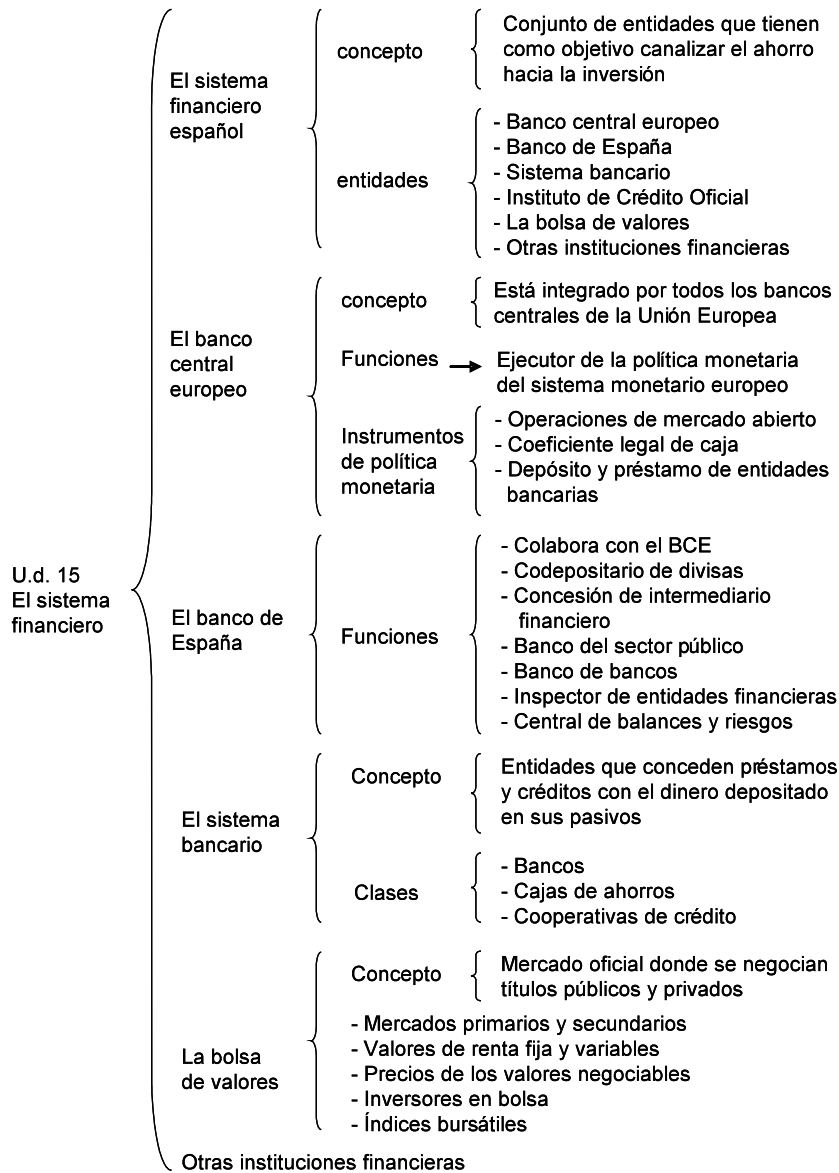 U.d. 15
El sistema
financiero
El sistema
financiero
español
concepto
Conjunto de entidades que tienen
como objetivo canalizar el ahorro
hacia la inversión
entidades
- Banco central europeo
- Banco de España
- Sistema bancario
- Instituto de Crédito Oficial
- La bolsa de valores
- Otras instituciones financieras
El banco
central
europeo
concepto
Está integrado por todos los bancos
centrales de la Unión Europea
Funciones
Ejecutor de la política monetaria
del sistema monetario europeo
Instrumentos
de política
monetaria
- Operaciones de mercado abierto
- Coeficiente legal de caja
- Depósito y préstamo de entidades
bancarias
El banco de
España
Funciones
- Colabora con el BCE
- Codepositario de divisas
- Concesión de intermediario
financiero
- Banco del sector público
- Banco de bancos
- Inspector de entidades financieras
- Central de balances y riesgos
El sistema
bancario
Concepto
Entidades que conceden préstamos
y créditos con el dinero depositado
en sus pasivos
Clases
- Bancos
- Cajas de ahorros
- Cooperativas de crédito
La bolsa
de valores
Concepto
Mercado oficial donde se negocian
títulos públicos y privados
- Mercados primarios y secundarios
- Valores de renta fija y variables
- Precios de los valores negociables
- Inversores en bolsa
- Índices bursátiles
Otras instituciones financieras